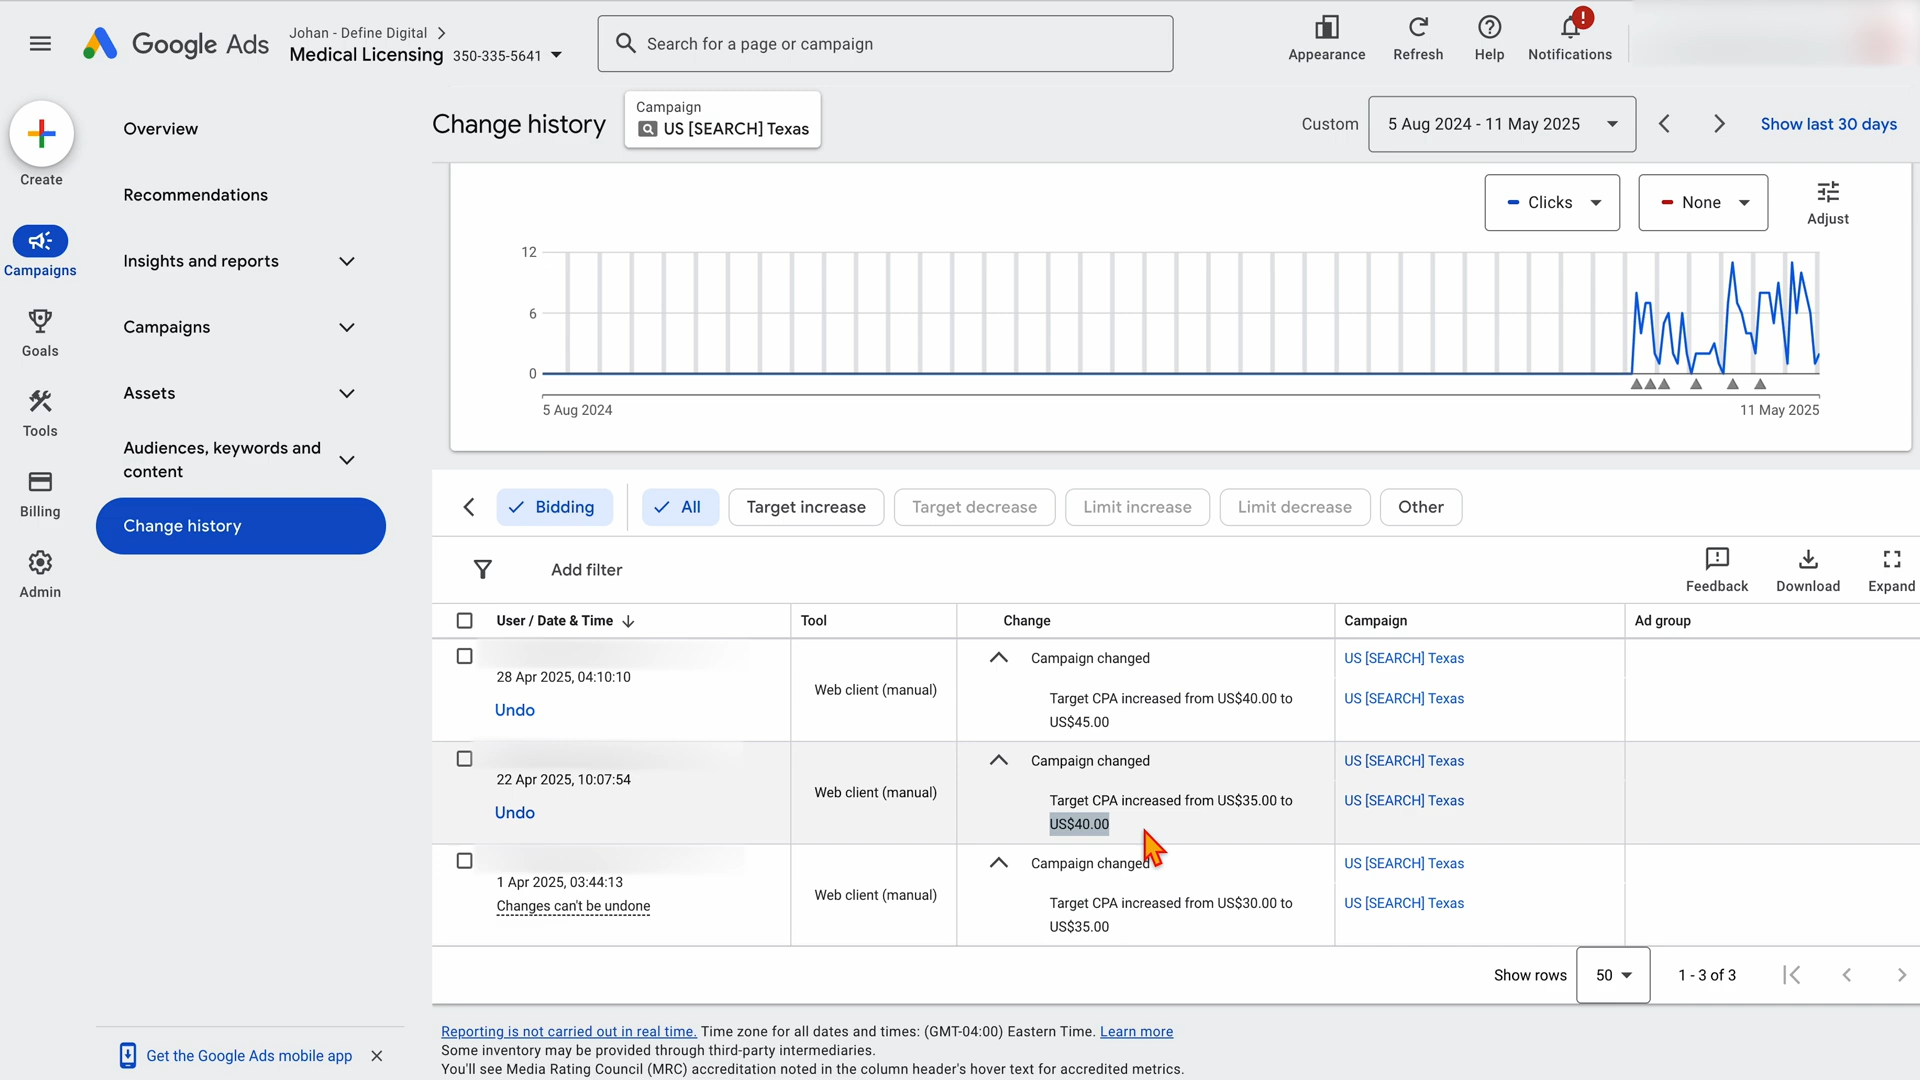 Google Ads
Johan - Define Digital
Medical Licensing 350-335-5641
Search for a page or campaign
Appearance
Refresh
Help
!
Notifications
Create
Campaigns
Goals
Tools
Billing
Admin
Overview
Recommendations
Insights and reports
Campaigns
Assets
Audiences, keywords and
content
Change history
Get the Google Ads mobile app
Change history
Campaign
US [SEARCH] Texas
Custom
5 Aug 2024 - 11 May 2025
Show last 30 days
Clicks
None
Adjust
12
6
0
5 Aug 2024
11 May 2025
Bidding
All
Target increase
Target decrease
Limit increase
Limit decrease
Other
Add filter
Feedback
Download
Expand
User / Date & Time
Tool
Change
Campaign
Ad group
28 Apr 2025, 04:10:10
Undo
Web client (manual)
Campaign changed
Target CPA increased from US$40.00 to
US$45.00
US [SEARCH] Texas
US [SEARCH] Texas
22 Apr 2025, 10:07:54
Undo
Web client (manual)
Campaign changed
Target CPA increased from US$35.00 to
US$40.00
US [SEARCH] Texas
US [SEARCH] Texas
1 Apr 2025, 03:44:13
Changes can't be undone
Web client (manual)
Campaign changed
Target CPA increased from US$30.00 to
US$35.00
US [SEARCH] Texas
US [SEARCH] Texas
Show rows
50
1 - 3 of 3
Reporting is not carried out in real time. Time zone for all dates and times: (GMT-04:00) Eastern Time. Learn more
Some inventory may be provided through third-party intermediaries.
You'll see Media Rating Council (MRC) accreditation noted in the column header's hover text for accredited metrics.